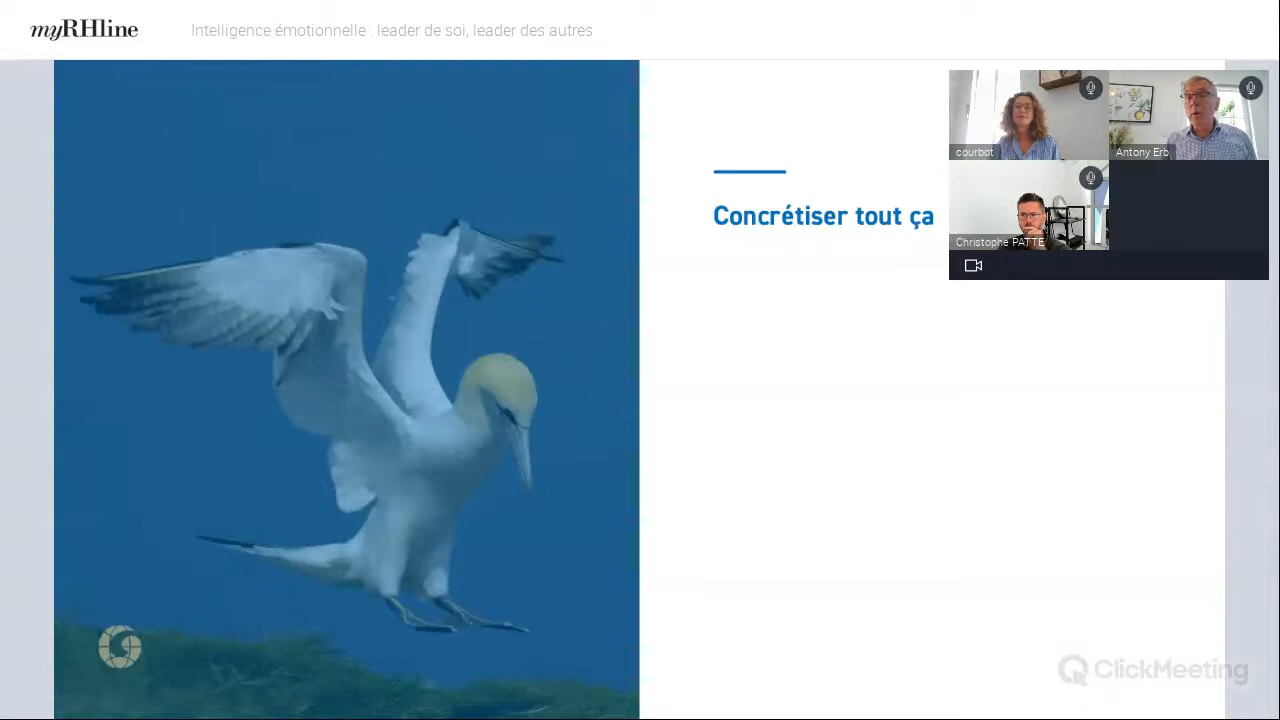 myRHline
Intelligence émotionnelle : leader de soi, leader des autres
Concrétiser tout ça
courbot
Antony Erb
Christophe PATTE
ClickMeeting